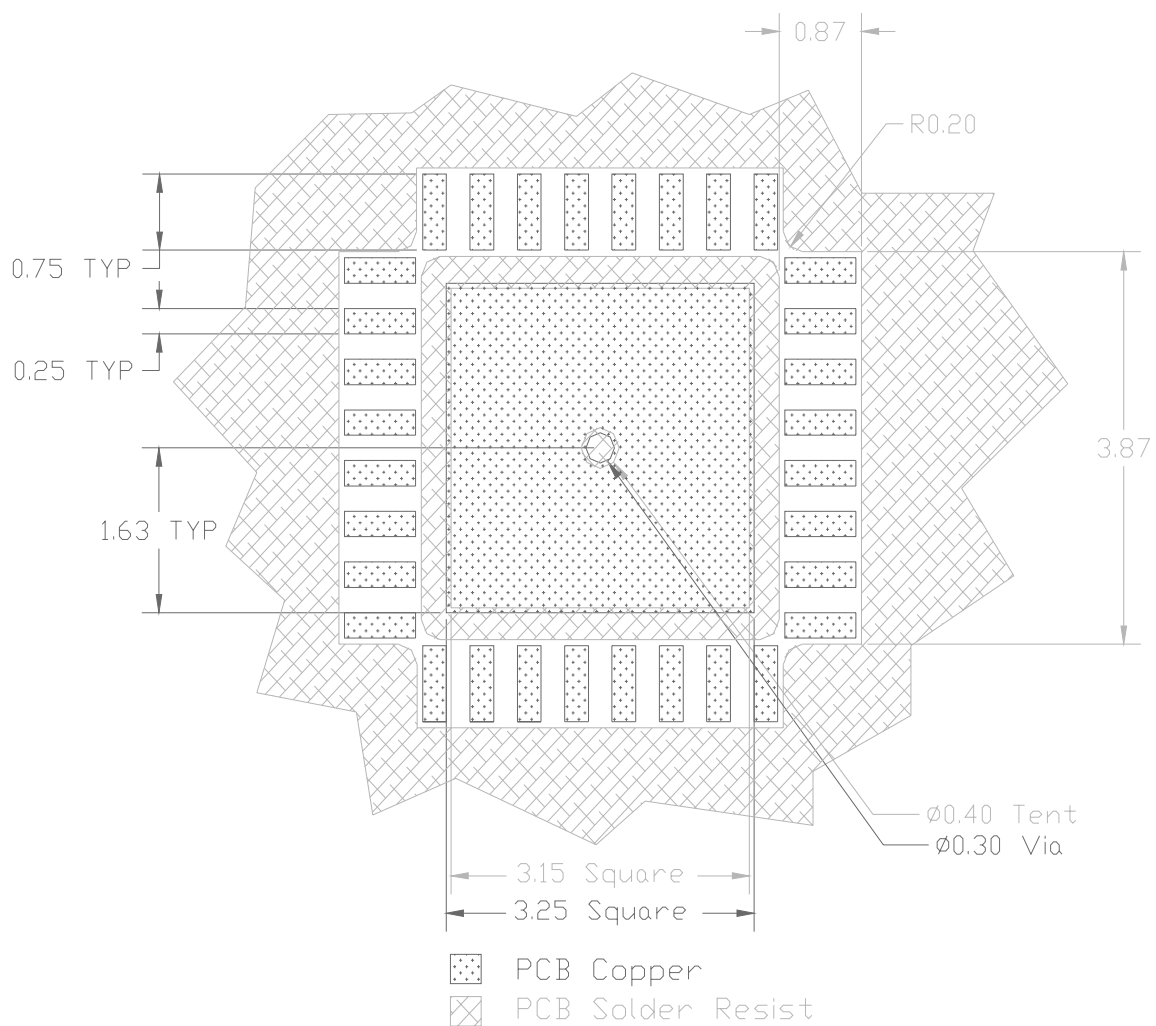 0.87
R0.20
0.75 TYP
0.25 TYP
3.87
1.63 TYP
Ø0.40 Tent
Ø0.30 Via
3.15 Square
3.25 Square
PCB Copper
PCB Solder Resist